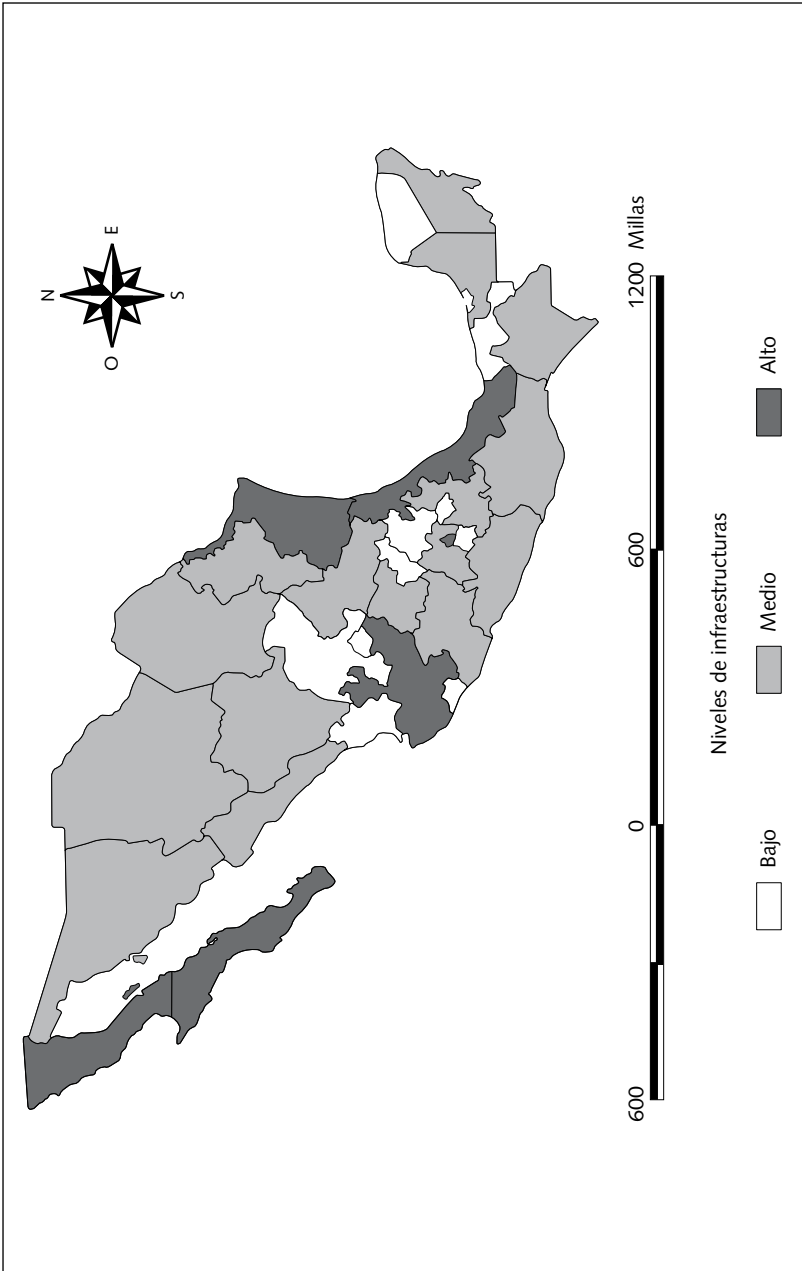 N
O
E
S
600
0
600
1200 Millas
Niveles de infraestructuras
Bajo
Medio
Alto